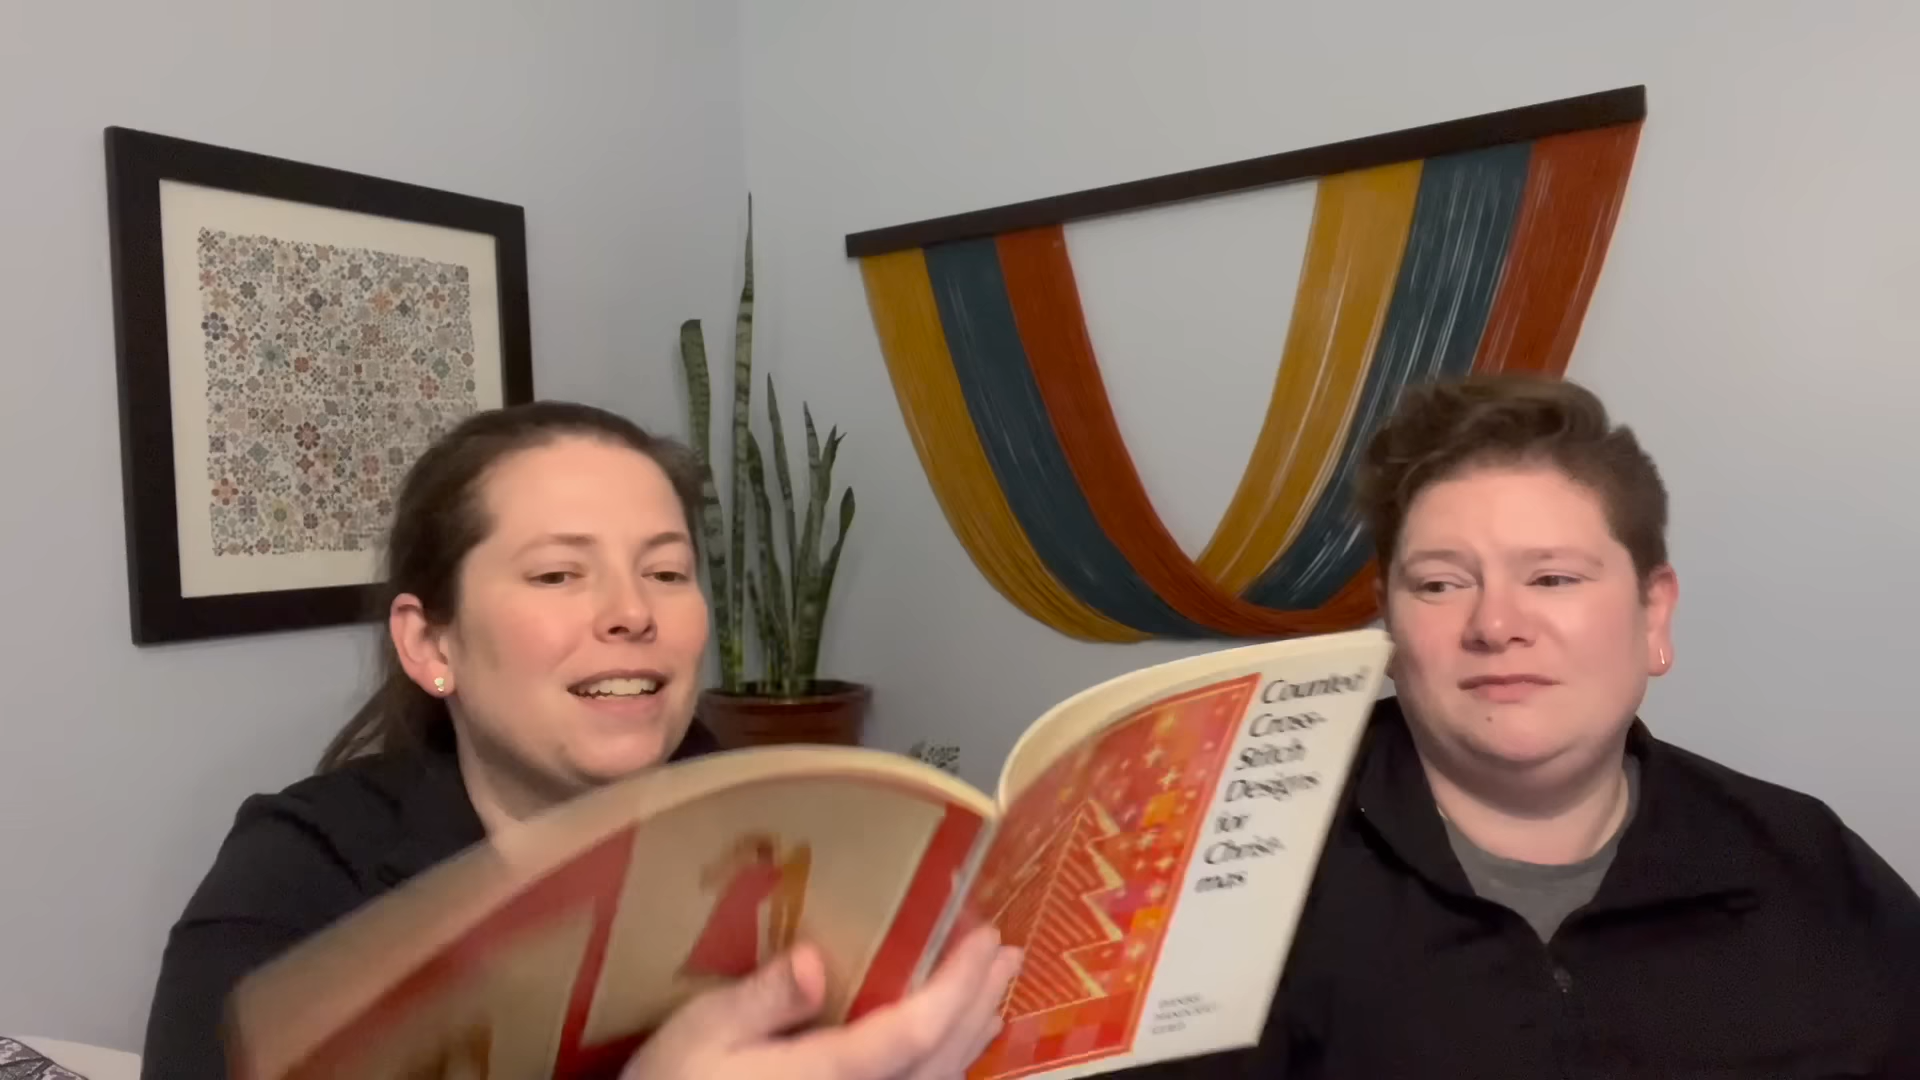 Counted
Cross-
Stitch
Designs
for
Christ-
mas